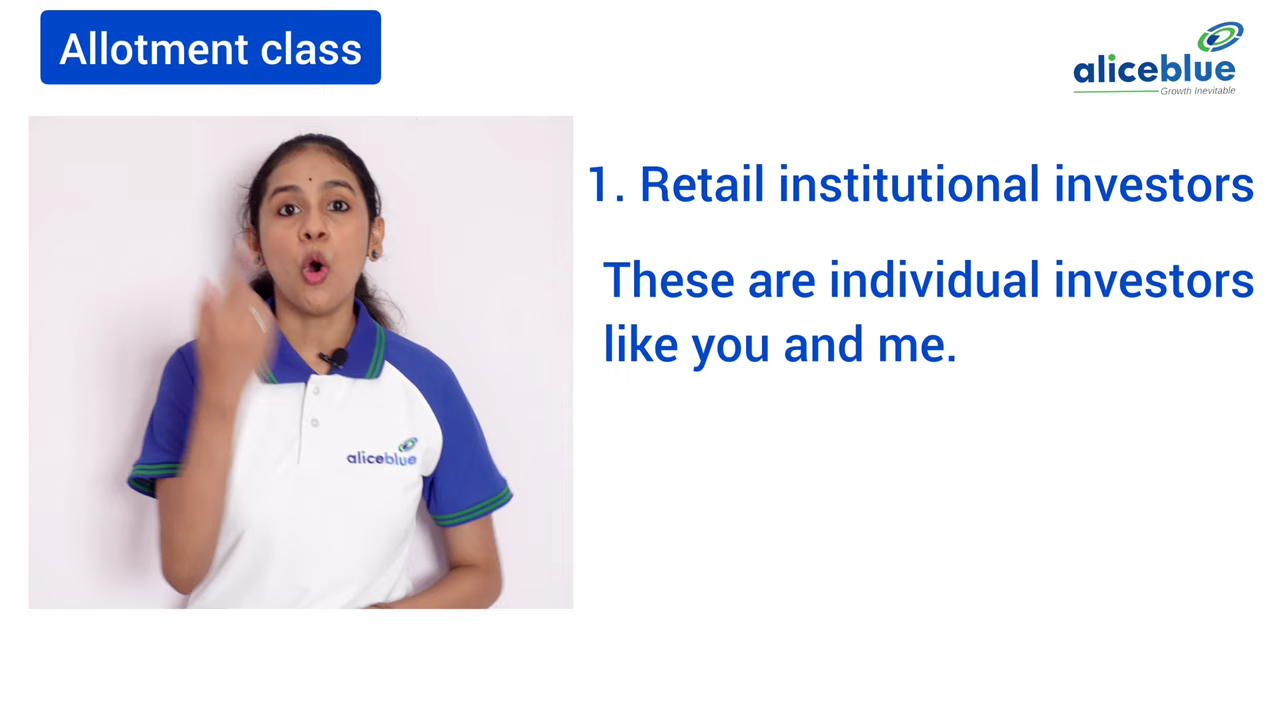 Allotment class
aliceblue
Growth Inevitable
1. Retail institutional investors
These are individual investors
like you and me.
aliceblue